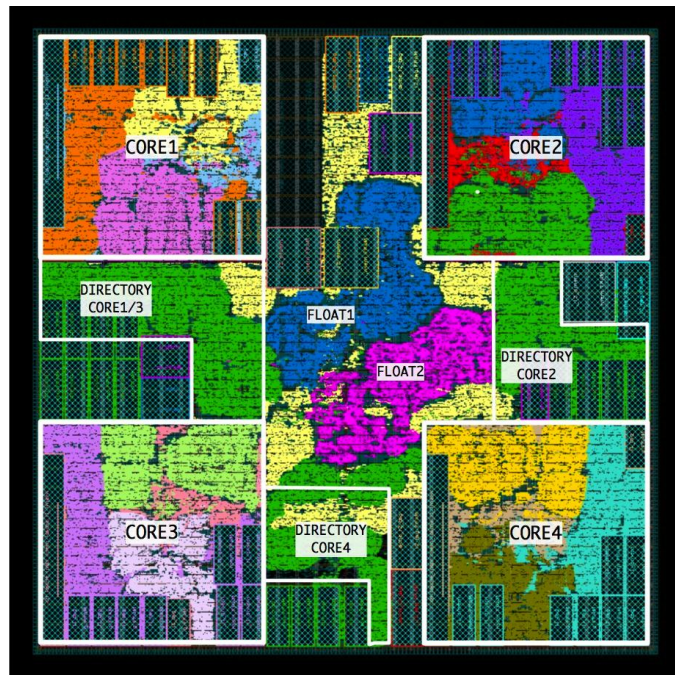 CORE1
CORE2
DIRECTORY
CORE1/3
FLOAT1
FLOAT2
DIRECTORY
CORE2
CORE3
DIRECTORY
CORE4
CORE4